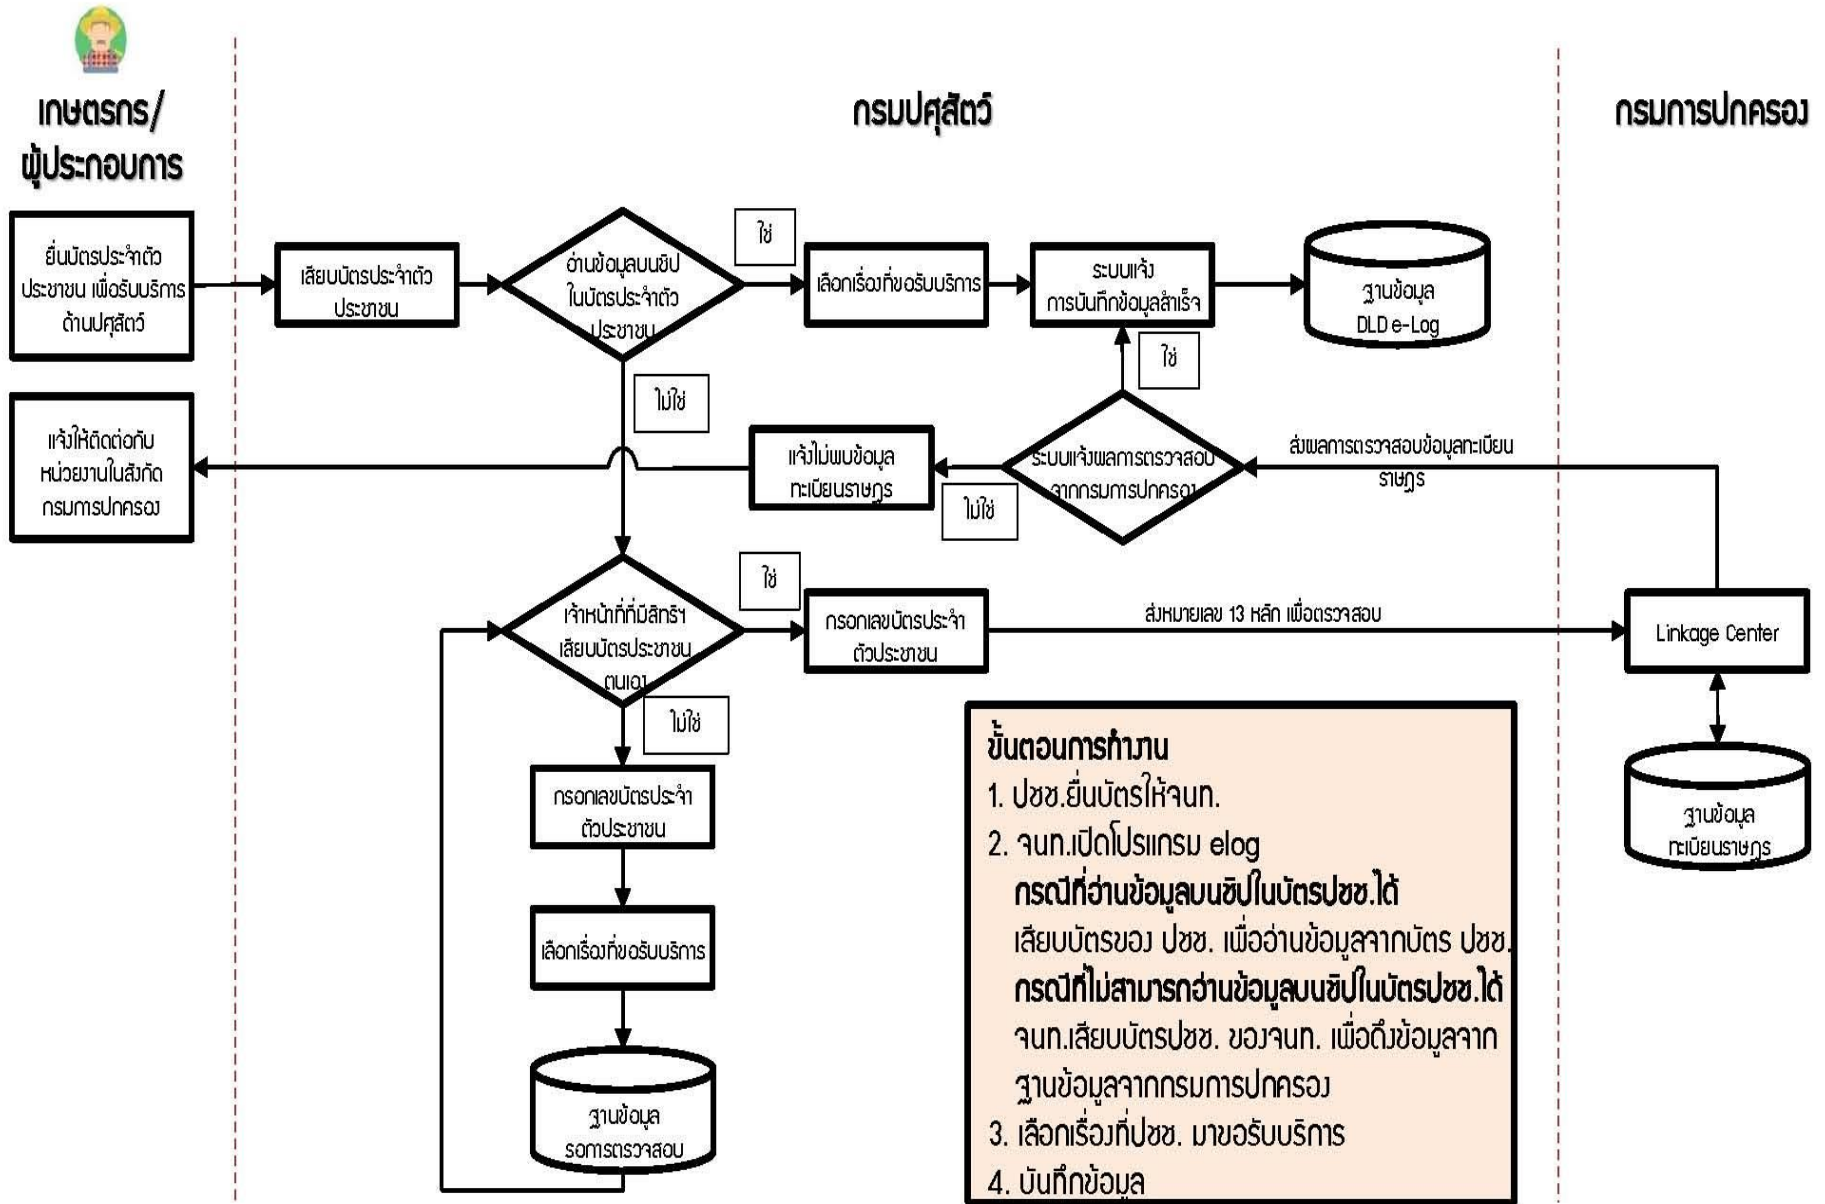 เกษตรกร/
ผู้ประกอบการ
กรมปศุสัตว์
กรมการปกครอง
ยื่นบัตรประจำตัว
ประชาชน เพื่อรับบริการ
ด้านปศุสัตว์
เสียบบัตรประจำตัว
ประชาชน
อ่านข้อมูลบนชิป
ในบัตรประจำตัว
ประชาชน
ใช่
เลือกเรื่องที่ขอรับบริการ
ระบบแจ้ง
การบันทึกข้อมูลสำเร็จ
ฐานข้อมูล
DLD e-Log
ไม่ใช่
ใช่
แจ้งให้ติดต่อกับ
หน่วยงานในสังกัด
กรมการปกครอง
แจ้งไม่พบข้อมูล
ทะเบียนราษฎร
ไม่ใช่
ระบบแจ้งผลการตรวจสอบ
จากกรมการปกครอง
ส่งผลการตรวจสอบข้อมูลทะเบียน
ราษฎร
เจ้าหน้าที่ที่มีสิทธิฯ
เสียบบัตรประชาชน
ตนเอง
ใช่
กรอกเลขบัตรประจำ
ตัวประชาชน
ส่งหมายเลข 13 หลัก เพื่อตรวจสอบ
Linkage Center
ไม่ใช่
กรอกเลขบัตรประจำ
ตัวประชาชน
เลือกเรื่องที่ขอรับบริการ
ฐานข้อมูล
รอการตรวจสอบ
ฐานข้อมูล
ทะเบียนราษฎร
ขั้นตอนการทำงาน
1. ปชช.ยื่นบัตรให้จนท.
2. จนท.เปิดโปรแกรม elog
กรณีที่อ่านข้อมูลบนชิปในบัตรปชช.ได้
เสียบบัตรของ ปชช. เพื่ออ่านข้อมูลจากบัตร ปชช.
กรณีที่ไม่สามารถอ่านข้อมูลบนชิปในบัตรปชช.ได้
จนท.เสียบบัตรปชช. ของจนท. เพื่อดึงข้อมูลจาก
ฐานข้อมูลจากกรมการปกครอง
3. เลือกเรื่องที่ปชช. มาขอรับบริการ
4. บันทึกข้อมูล